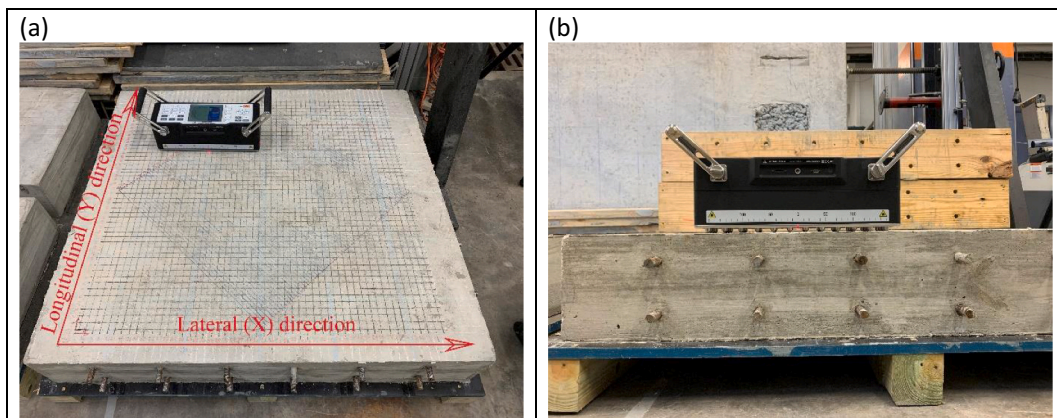 (a)
(b)
Longitudinal (Y) direction
Lateral (X) direction